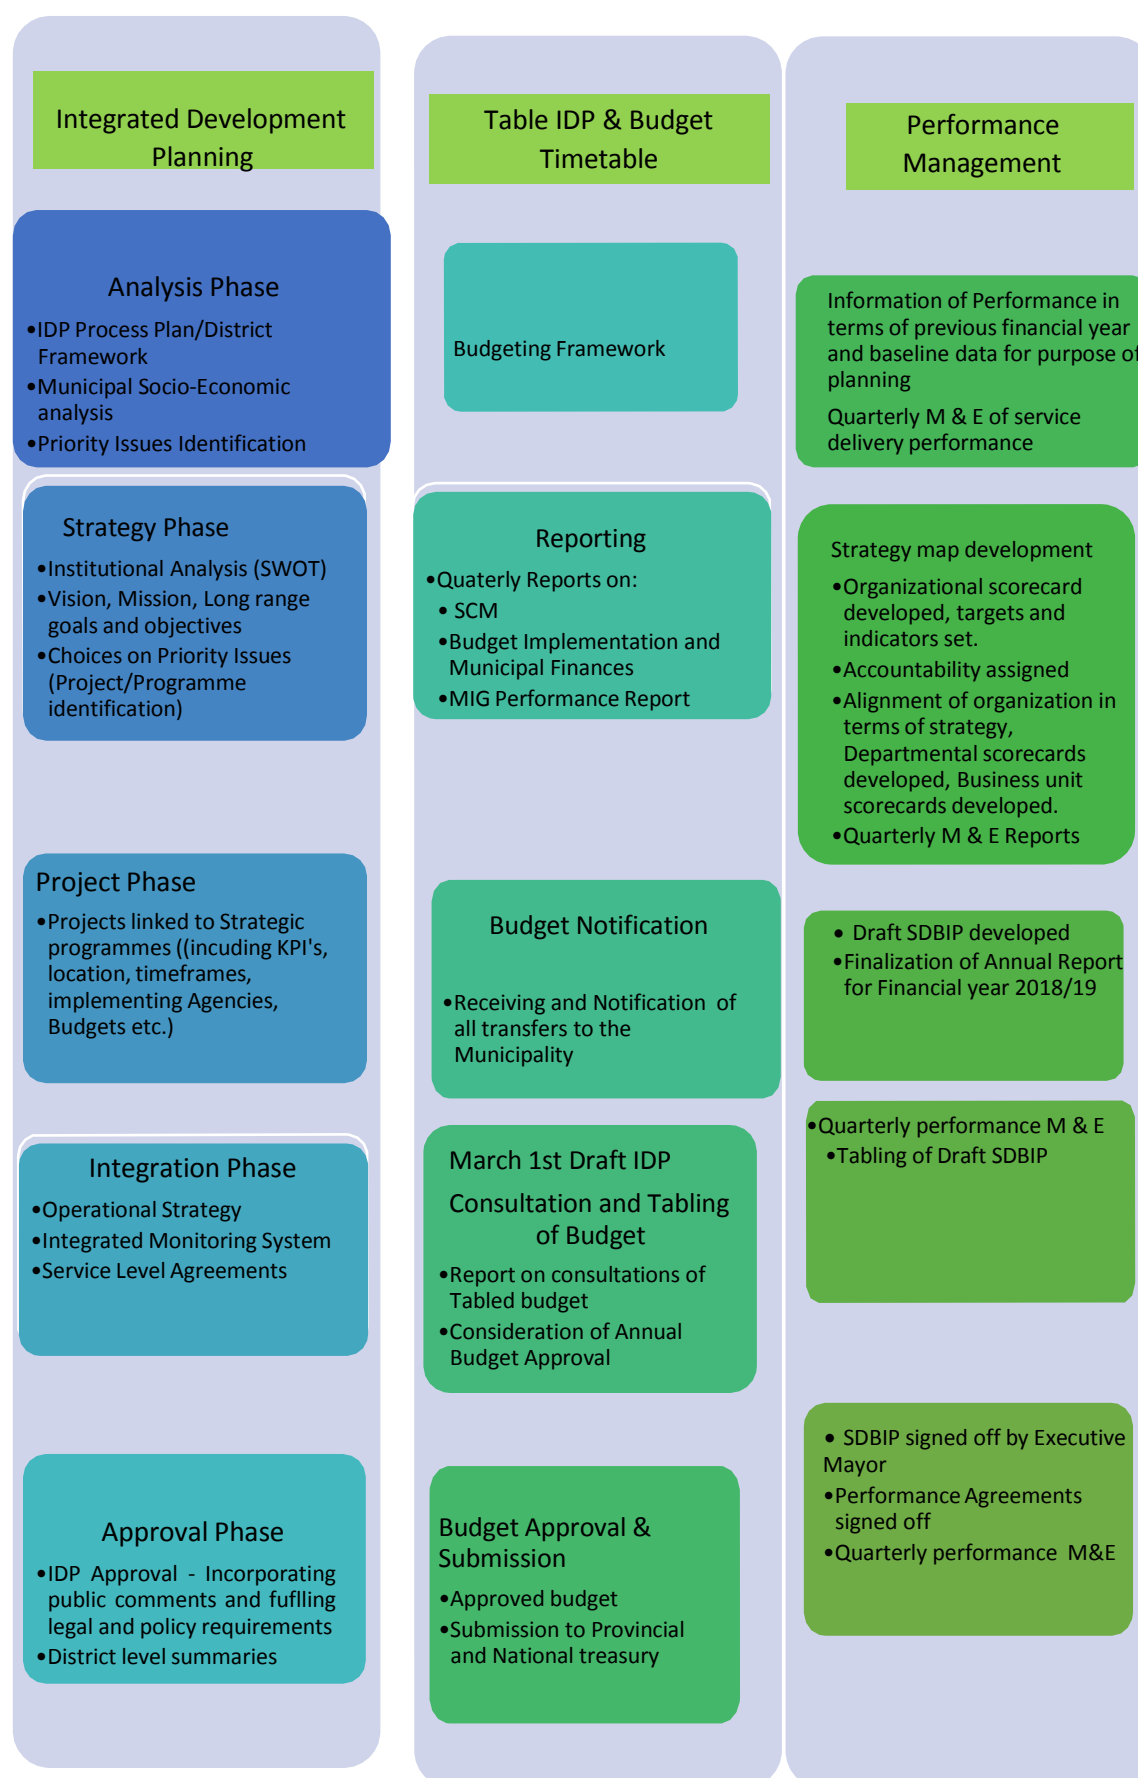 Integrated Development
Planning
Analysis Phase
•IDP Process Plan/District
Framework
•Municipal Socio-Economic
analysis
•Priority Issues Identification
Strategy Phase
•Institutional Analysis (SWOT)
•Vision, Mission, Long range
goals and objectives
•Choices on Priority Issues
(Project/Programme
identification)
Project Phase
•Projects linked to Strategic
programmes ((incuding KPI's,
location, timeframes,
implementing Agencies,
Budgets etc.)
Integration Phase
•Operational Strategy
•Integrated Monitoring System
•Service Level Agreements
Approval Phase
•IDP Approval - Incorporating
public comments and fuflling
legal and policy requirements
•District level summaries
Table IDP & Budget
Timetable
Budgeting Framework
Reporting
•Quaterly Reports on:
• SCM
•Budget Implementation and
Municipal Finances
•MIG Performance Report
Budget Notification
•Receiving and Notification of
all transfers to the
Municipality
March 1st Draft IDP
Consultation and Tabling
of Budget
•Report on consultations of
Tabled budget
•Consideration of Annual
Budget Approval
Budget Approval &
Submission
•Approved budget
•Submission to Provincial
and National treasury
Performance
Management
Information of Performance in
terms of previous financial year
and baseline data for purpose of
planning
Quarterly M & E of service
delivery performance
Strategy map development
•Organizational scorecard
developed, targets and
indicators set.
•Accountability assigned
•Alignment of organization in
terms of strategy,
Departmental scorecards
developed, Business unit
scorecards developed.
•Quarterly M & E Reports
• Draft SDBIP developed
•Finalization of Annual Report
for Financial year 2018/19
•Quarterly performance M & E
•Tabling of Draft SDBIP
• SDBIP signed off by Executive
Mayor
•Performance Agreements
signed off
•Quarterly performance M&E